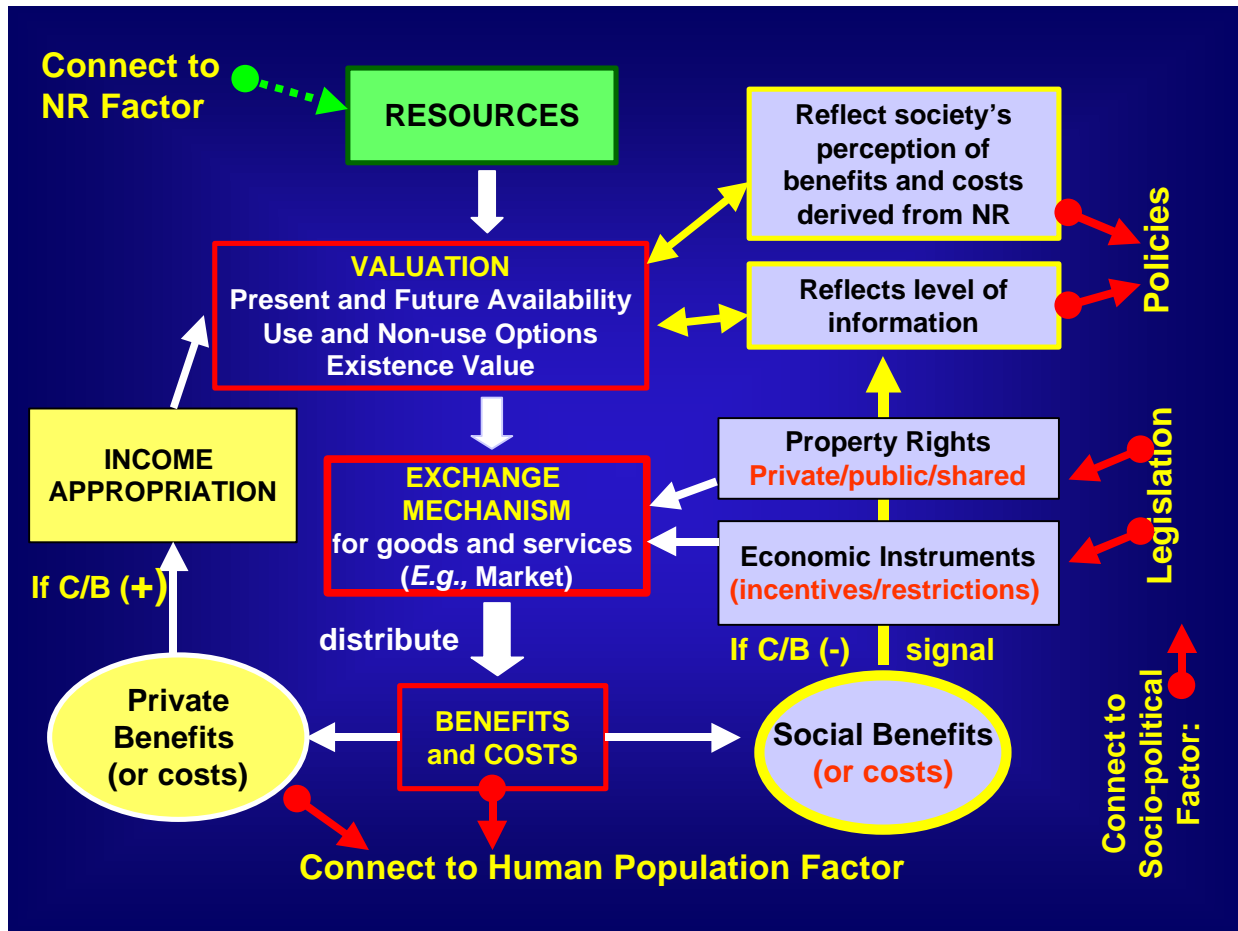 Connect to
NR Factor
RESOURCES
Reflect society’s
perception of
benefits and costs
derived from NR
Policies
VALUATION
Present and Future Availability
Use and Non-use Options
Existence Value
Reflects level of
information
INCOME
APPROPRIATION
EXCHANGE
MECHANISM
for goods and services
(E.g., Market)
Property Rights
Private/public/shared
Legislation
Economic Instruments
(incentives/restrictions)
If C/B (+)
distribute
If C/B (-)
signal
Private
Benefits
(or costs)
BENEFITS
and COSTS
Social Benefits
(or costs)
Connect to
Socio-political
Factor:
Connect to Human Population Factor